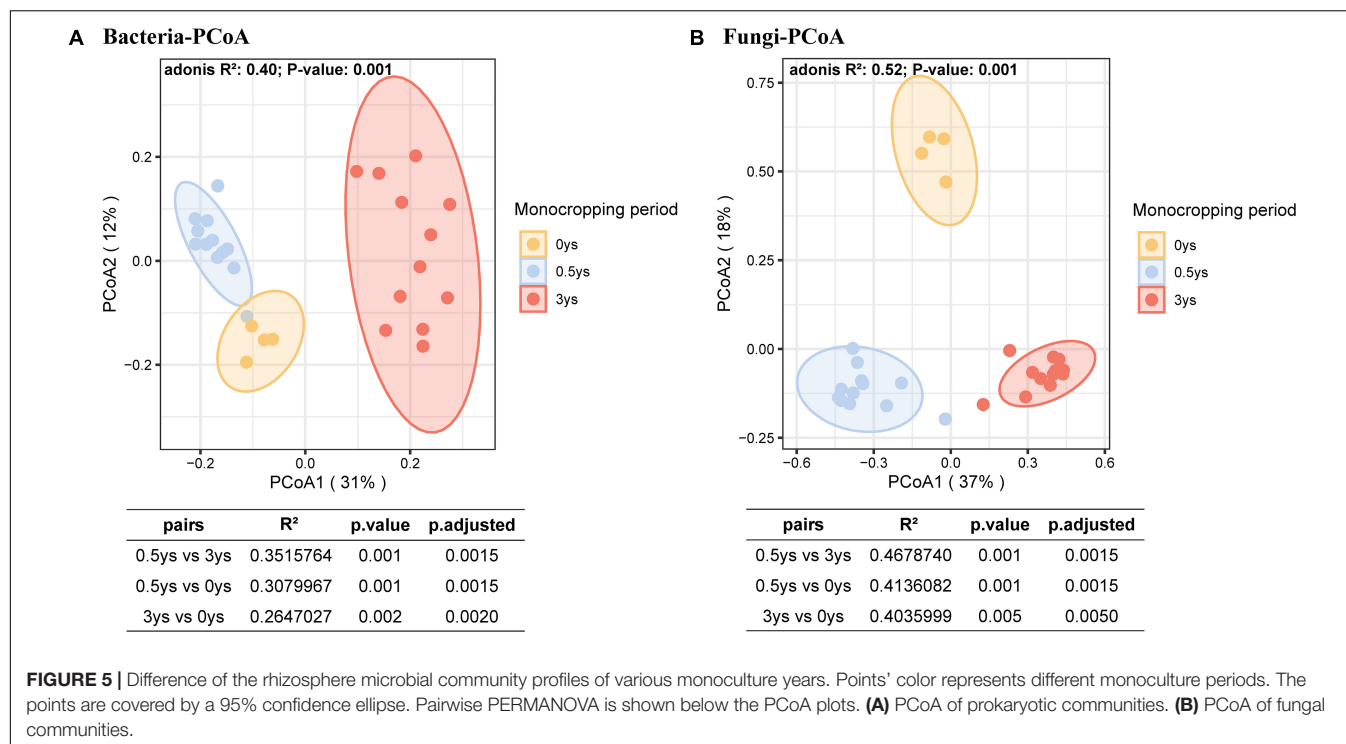 A Bacteria-PCoA
adonis R²: 0.40; P-value: 0.001
0.2
0.0
−0.2
PCoA2 ( 12% )
−0.2 0.0 0.2
PCoA1 ( 31% )
Monocropping period
0ys
0.5ys
3ys
pairs R² p.value p.adjusted
0.5ys vs 3ys 0.3515764 0.001 0.0015
0.5ys vs 0ys 0.3079967 0.001 0.0015
3ys vs 0ys 0.2647027 0.002 0.0020
B Fungi-PCoA
adonis R²: 0.52; P-value: 0.001
0.75
0.50
0.25
0.00
−0.25
PCoA2 ( 18% )
−0.6 −0.3 0.0 0.3 0.6
PCoA1 ( 37% )
Monocropping period
0ys
0.5ys
3ys
pairs R² p.value p.adjusted
0.5ys vs 3ys 0.4678740 0.001 0.0015
0.5ys vs 0ys 0.4136082 0.001 0.0015
3ys vs 0ys 0.4035999 0.005 0.0050
FIGURE 5 | Difference of the rhizosphere microbial community profiles of various monoculture years. Points' color represents different monoculture periods. The
points are covered by a 95% confidence ellipse. Pairwise PERMANOVA is shown below the PCoA plots. (A) PCoA of prokaryotic communities. (B) PCoA of fungal
communities.